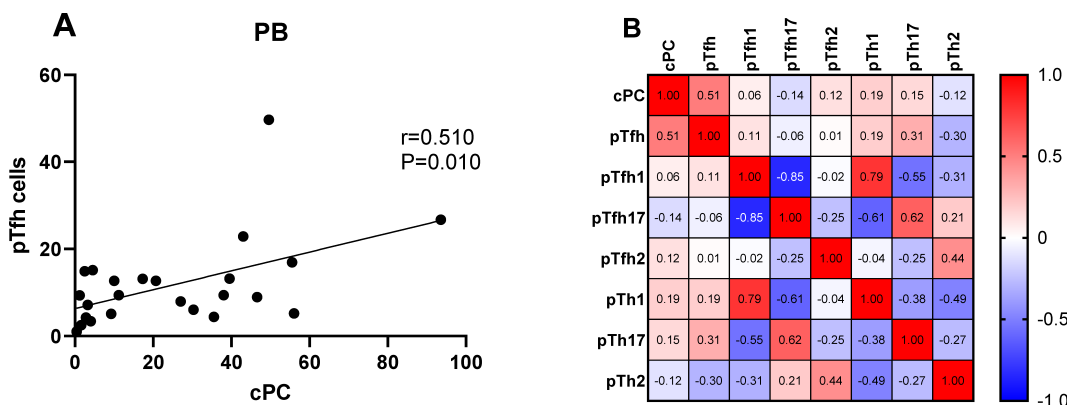 A
PB
60
40
20
0
pTfh cells
r=0.510
P=0.010
0 20 40 60 80 100
cPC
B
cPC pTfh pTfh1 pTfh17 pTfh2 pTh1 pTh17 pTh2
cPC 1.00 0.51 0.06 -0.14 0.12 0.19 0.15 -0.12
pTfh 0.51 1.00 0.11 -0.06 0.01 0.19 0.31 -0.30
pTfh1 0.06 0.11 1.00 -0.85 -0.02 0.79 -0.55 -0.31
pTfh17 -0.14 -0.06 -0.85 1.00 -0.25 -0.61 0.62 0.21
pTfh2 0.12 0.01 -0.02 -0.25 1.00 -0.04 -0.25 0.44
pTh1 0.19 0.19 0.79 -0.61 -0.04 1.00 -0.38 -0.49
pTh17 0.15 0.31 -0.55 0.62 -0.25 -0.38 1.00 -0.27
pTh2 -0.12 -0.30 -0.31 0.21 0.44 -0.49 -0.27 1.00
1.0
0.5
0
-0.5
-1.0